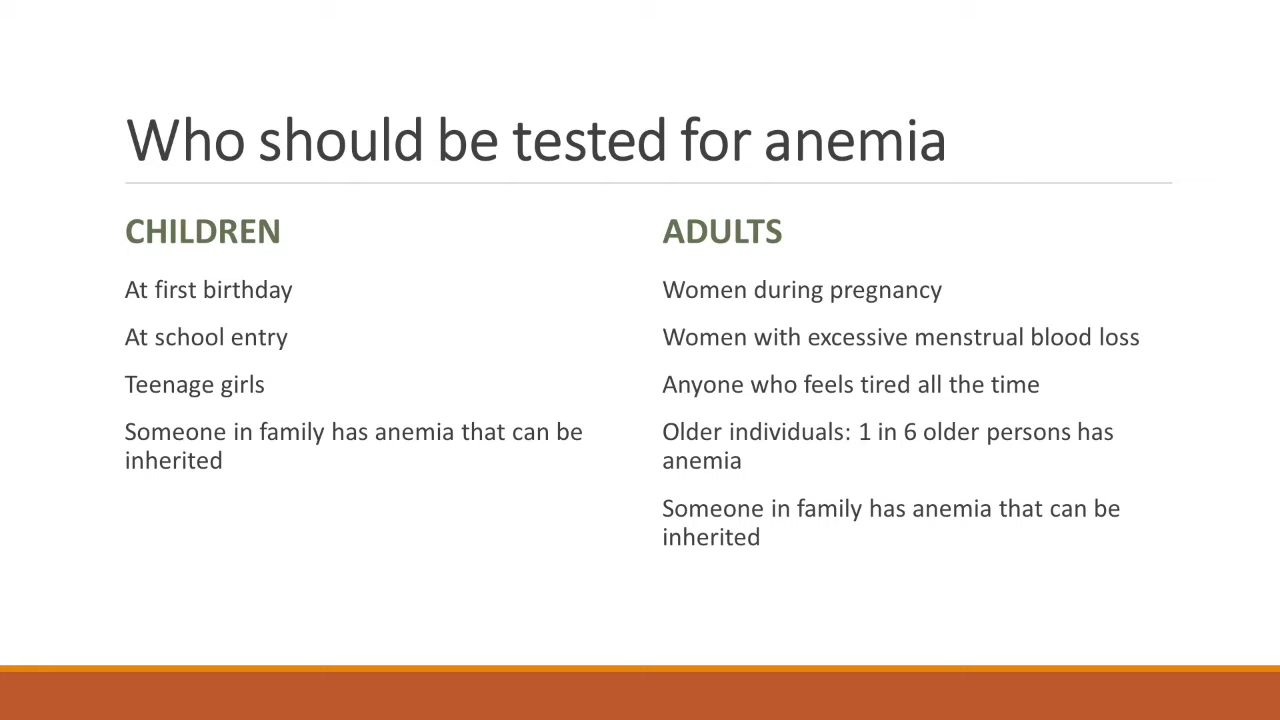 Who should be tested for anemia
CHILDREN
At first birthday
At school entry
Teenage girls
Someone in family has anemia that can be
inherited
ADULTS
Women during pregnancy
Women with excessive menstrual blood loss
Anyone who feels tired all the time
Older individuals: 1 in 6 older persons has
anemia
Someone in family has anemia that can be
inherited